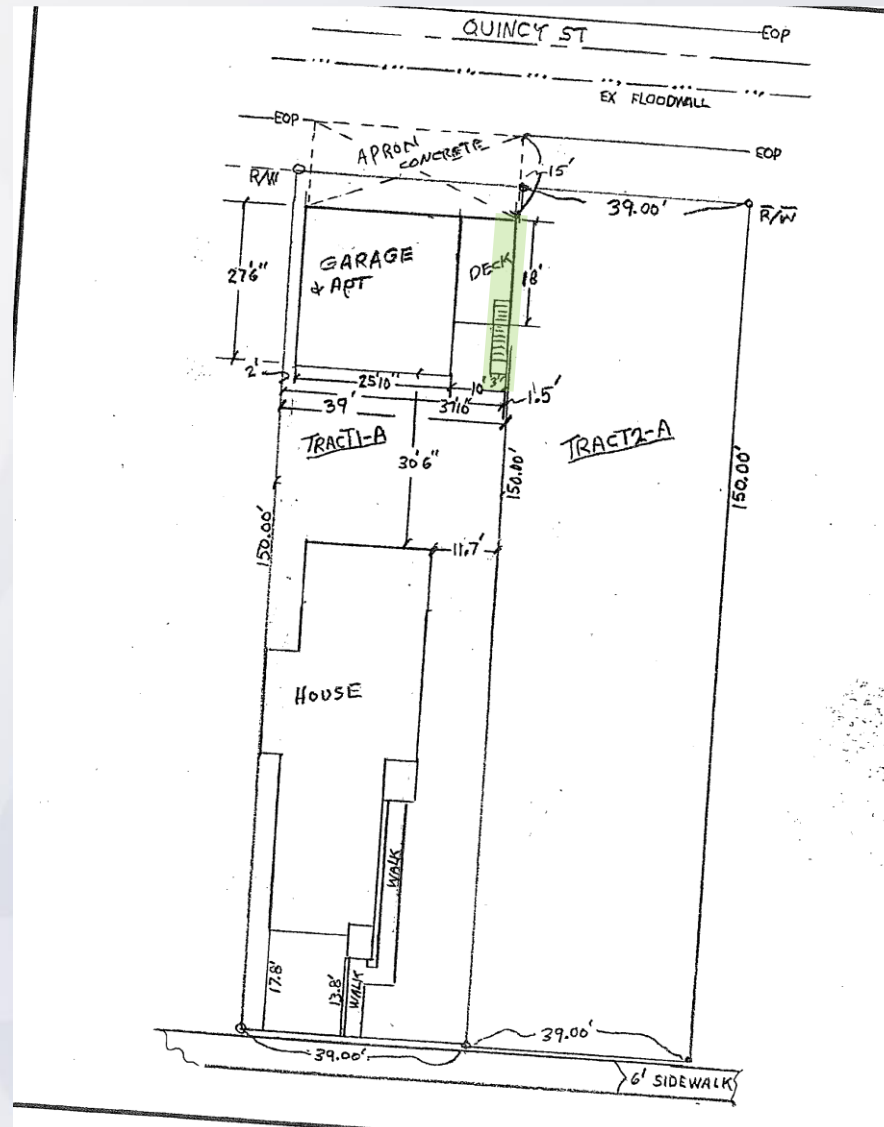 QUINCY ST
EOP
EX FLOODWALL
EOP
APRON
CONCRETE
EOP
15'
R/W
39.00'
R/W
GARAGE
& APT
DECK
18'
27'6"
2'
25'10"
10'
3'
1.5'
39'
37'10"
TRACT1-A
TRACT2-A
30'6"
150.00'
150.00'
150.00'
11.7'
HOUSE
WALK
17.8'
13.8'
WALK
39.00'
39.00'
6' SIDEWALK